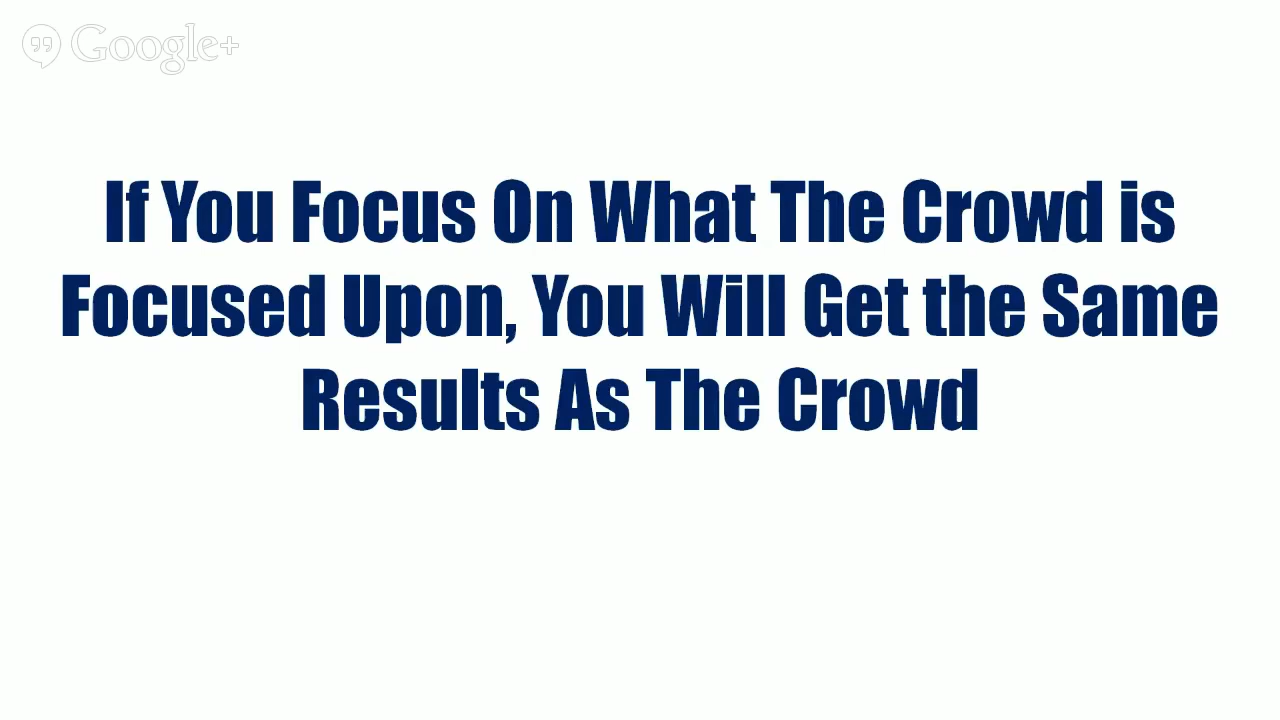 Google+
If You Focus On What The Crowd is
Focused Upon, You Will Get the Same
Results As The Crowd